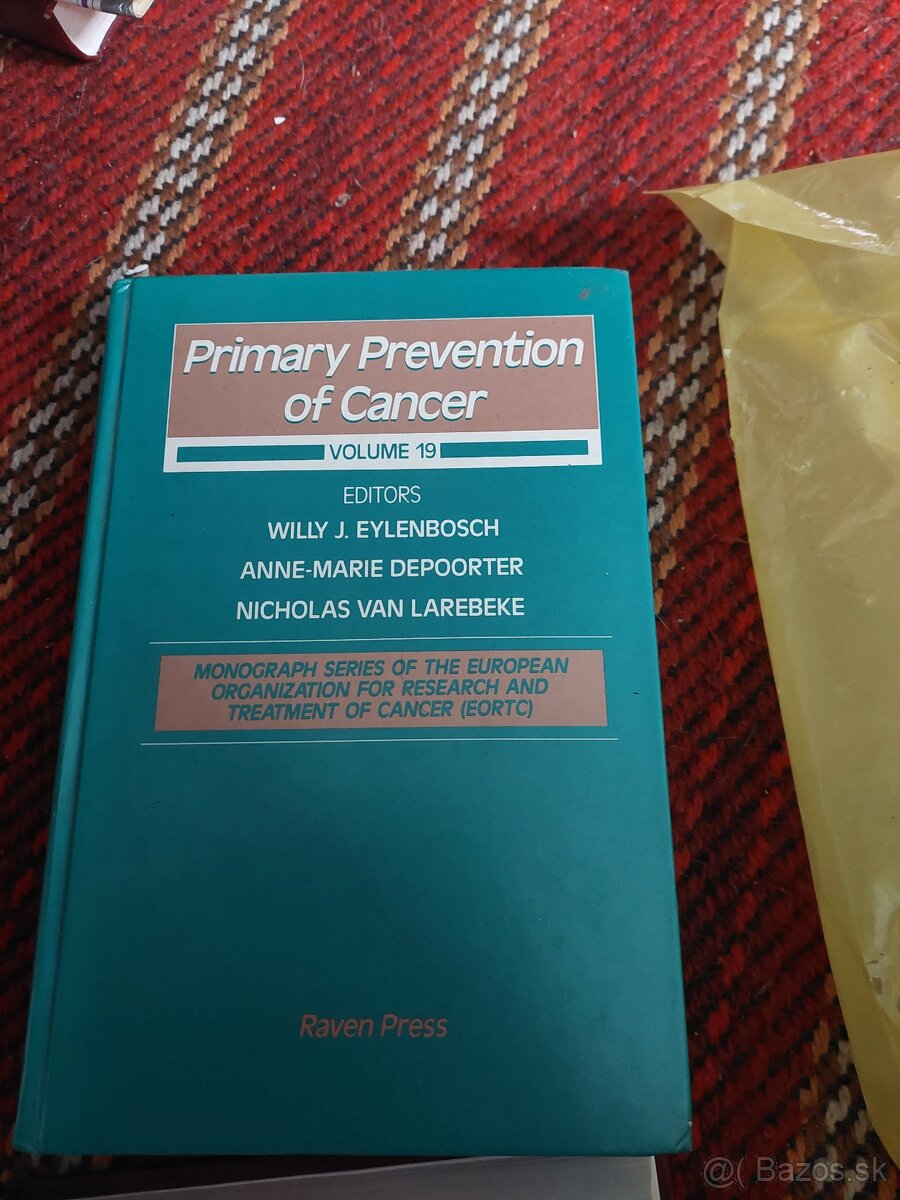 Primary Prevention
of Cancer
VOLUME 19
EDITORS
WILLY J. EYLENBOSCH
ANNE-MARIE DEPOORTER
NICHOLAS VAN LAREBEKE
MONOGRAPH SERIES OF THE EUROPEAN
ORGANIZATION FOR RESEARCH AND
TREATMENT OF CANCER (EORTC)
Raven Press
@( Bazos.sk